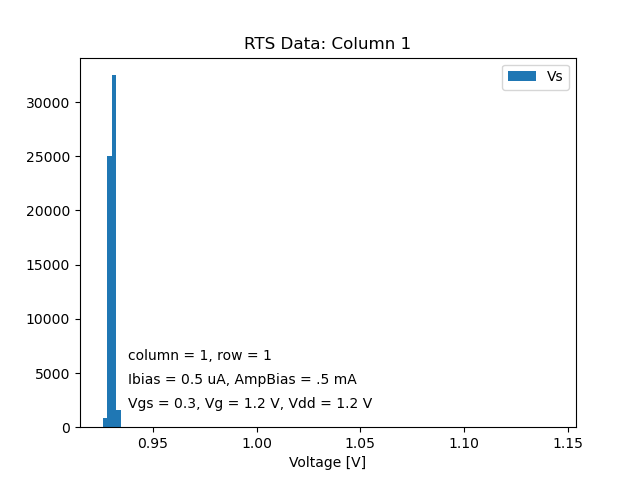 RTS Data: Column 1
Vs
30000
25000
20000
15000
10000
5000
0
column = 1, row = 1
Ibias = 0.5 uA, AmpBias = .5 mA
Vgs = 0.3, Vg = 1.2 V, Vdd = 1.2 V
0.95 1.00 1.05 1.10 1.15
Voltage [V]